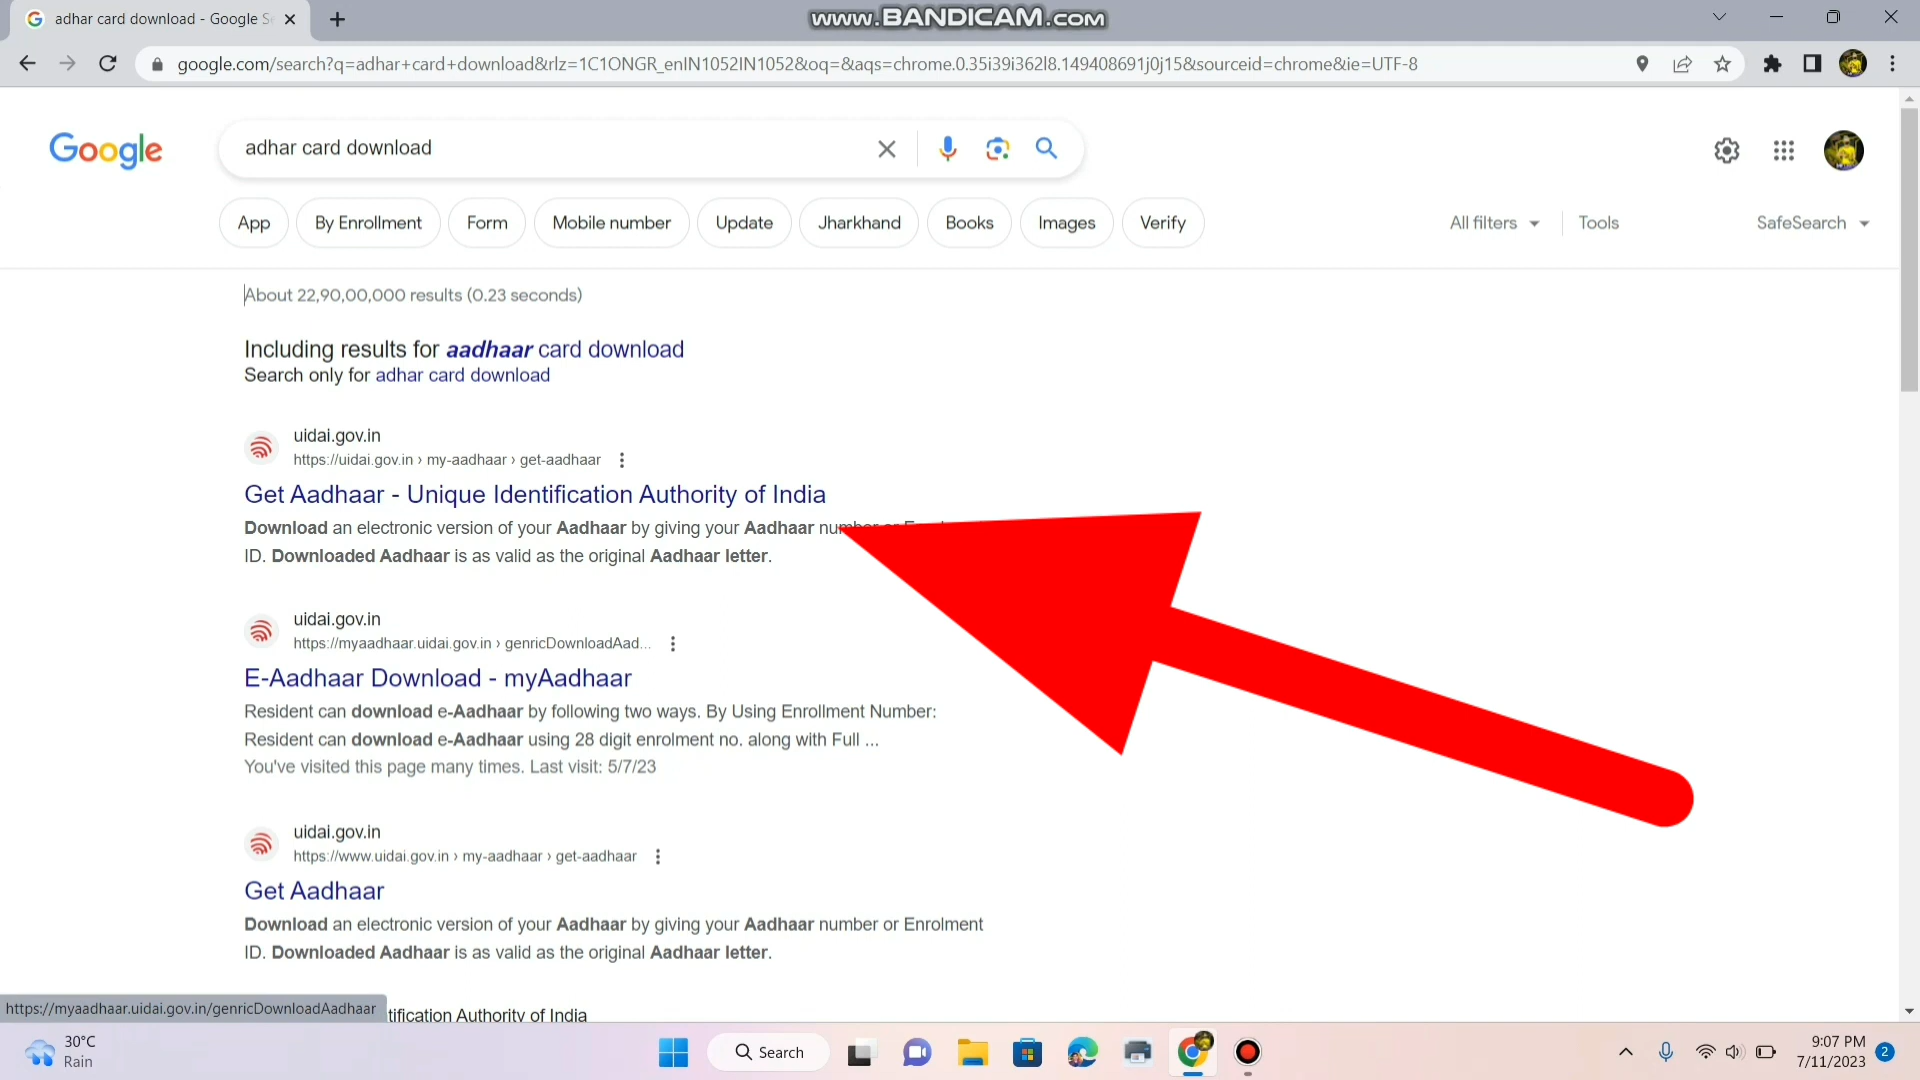 adhar card download - Google Se
www.BANDICAM.com
google.com/search?q=adhar+card+download&rlz=1C1ONGR_enIN1052IN1052&oq=&aqs=chrome.0.35i39i362l8.149408691j0j15&sourceid=chrome&ie=UTF-8
Google
adhar card download
App By Enrollment Form Mobile number Update Jharkhand Books Images Verify All filters Tools SafeSearch
About 22,90,00,000 results (0.23 seconds)
Including results for aadhaar card download
Search only for adhar card download
uidai.gov.in
https://uidai.gov.in › my-aadhaar › get-aadhaar
Get Aadhaar - Unique Identification Authority of India
Download an electronic version of your Aadhaar by giving your Aadhaar
ID. Downloaded Aadhaar is as valid as the original Aadhaar letter.
uidai.gov.in
https://myaadhaar.uidai.gov.in › genricDownloadAad...
E-Aadhaar Download - myAadhaar
Resident can download e-Aadhaar by following two ways. By Using Enrollment Number:
Resident can download e-Aadhaar using 28 digit enrolment no. along with Full ...
You've visited this page many times. Last visit: 5/7/23
uidai.gov.in
https://www.uidai.gov.in › my-aadhaar › get-aadhaar
Get Aadhaar
Download an electronic version of your Aadhaar by giving your Aadhaar number or Enrolment
ID. Downloaded Aadhaar is as valid as the original Aadhaar letter.
https://myaadhaar.uidai.gov.in/genricDownloadAadhaar tification Authority of India
30°C
Rain
Search
9:07 PM
7/11/2023
2